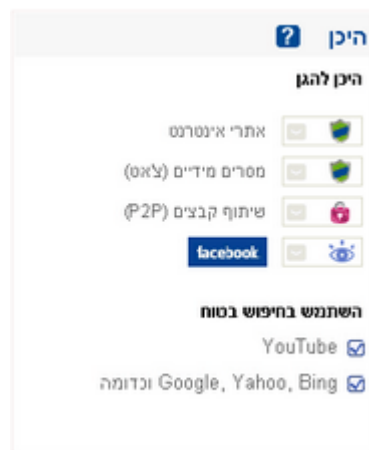 היכן ?
היכן להגן
אתרי אינטרנט
מסרים מידיים (צ'אט)
שיתוף קבצים (P2P)
facebook
השתמש בחיפוש בטוח
YouTube
Google, Yahoo, Bing וכדומה